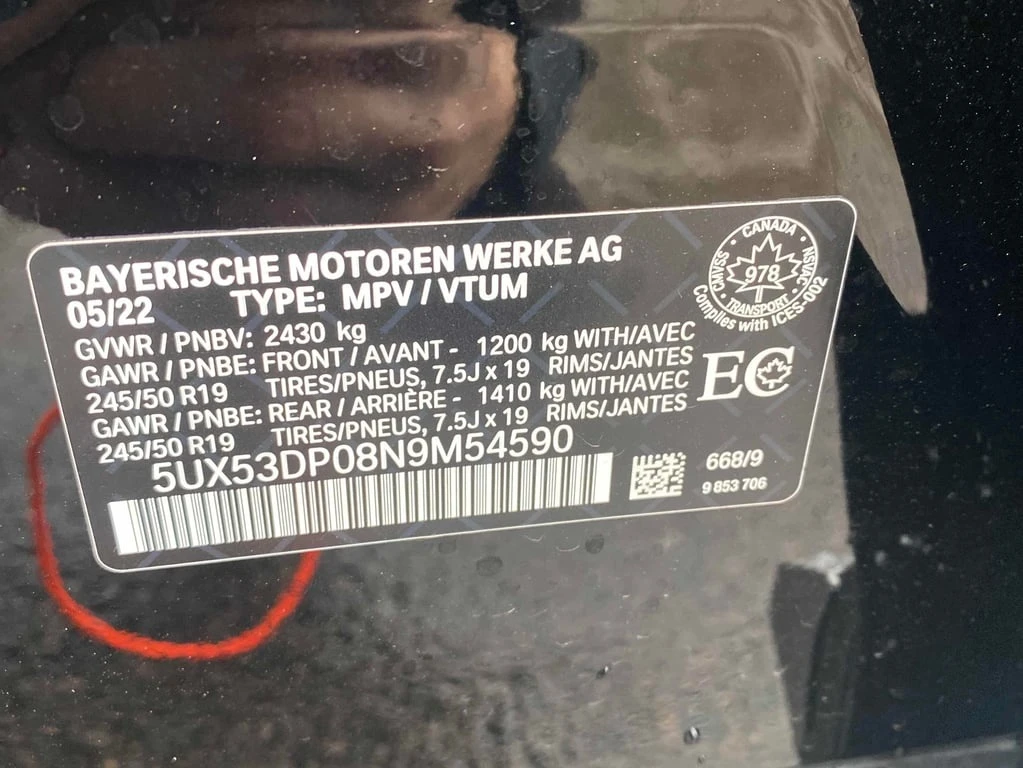 BAYERISCHE MOTOREN WERKE AG
05/22 TYPE: MPV / VTUM
GVWR / PNBV: 2430 kg
GAWR / PNBE: FRONT / AVANT - 1200 kg WITH/AVEC
245/50 R19 TIRES/PNEUS, 7.5J x 19 RIMS/JANTES
GAWR / PNBE: REAR / ARRIÈRE - 1410 kg WITH/AVEC
245/50 R19 TIRES/PNEUS, 7.5J x 19 RIMS/JANTES
5UX53DP08N9M54590
CANADA
CMVSS
978
NSVAC
TRANSPORT
Complies with ICES-002
EC
668/9
9 853 706